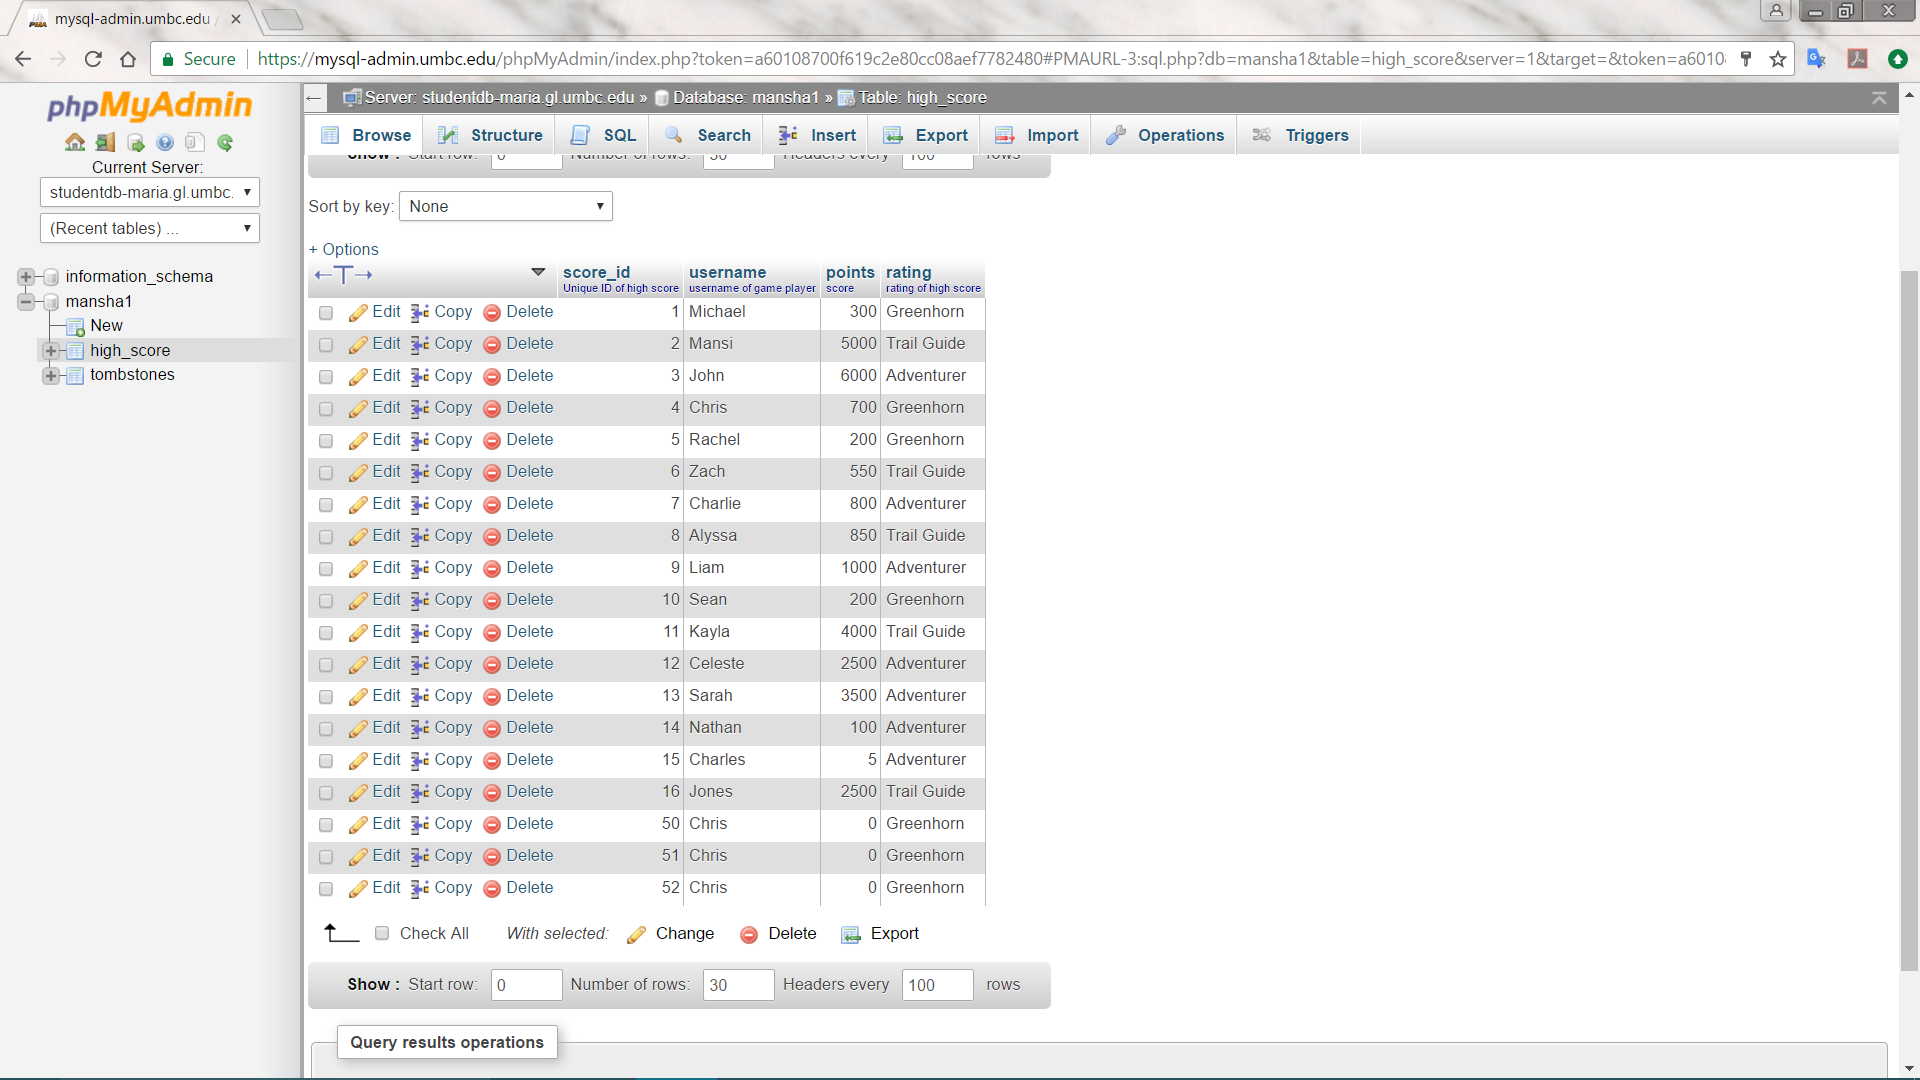 mysql-admin.umbc.edu /
Secure https://mysql-admin.umbc.edu/phpMyAdmin/index.php?token=a60108700f619c2e80cc08aef7782480#PMAURL-3:sql.php?db=mansha1&table=high_score&server=1&target=&token=a6010
phpMyAdmin
Current Server:
studentdb-maria.gl.umbc.
(Recent tables) ...
information_schema
mansha1
New
high_score
tombstones
Server: studentdb-maria.gl.umbc.edu » Database: mansha1 » Table: high_score
Browse Structure SQL Search Insert Export Import Operations Triggers
Show : Start row: 0 Number of rows: 30 Headers every 100 rows
Sort by key: None
+ Options
←T→ score_id username points rating
Unique ID of high score username of game player score rating of high score
Edit Copy Delete 1 Michael 300 Greenhorn
Edit Copy Delete 2 Mansi 5000 Trail Guide
Edit Copy Delete 3 John 6000 Adventurer
Edit Copy Delete 4 Chris 700 Greenhorn
Edit Copy Delete 5 Rachel 200 Greenhorn
Edit Copy Delete 6 Zach 550 Trail Guide
Edit Copy Delete 7 Charlie 800 Adventurer
Edit Copy Delete 8 Alyssa 850 Trail Guide
Edit Copy Delete 9 Liam 1000 Adventurer
Edit Copy Delete 10 Sean 200 Greenhorn
Edit Copy Delete 11 Kayla 4000 Trail Guide
Edit Copy Delete 12 Celeste 2500 Adventurer
Edit Copy Delete 13 Sarah 3500 Adventurer
Edit Copy Delete 14 Nathan 100 Adventurer
Edit Copy Delete 15 Charles 5 Adventurer
Edit Copy Delete 16 Jones 2500 Trail Guide
Edit Copy Delete 50 Chris 0 Greenhorn
Edit Copy Delete 51 Chris 0 Greenhorn
Edit Copy Delete 52 Chris 0 Greenhorn
Check All With selected: Change Delete Export
Show : Start row: 0 Number of rows: 30 Headers every 100 rows
Query results operations